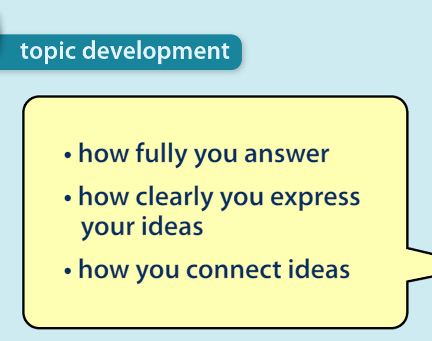 topic development
• how fully you answer
• how clearly you express
your ideas
• how you connect ideas